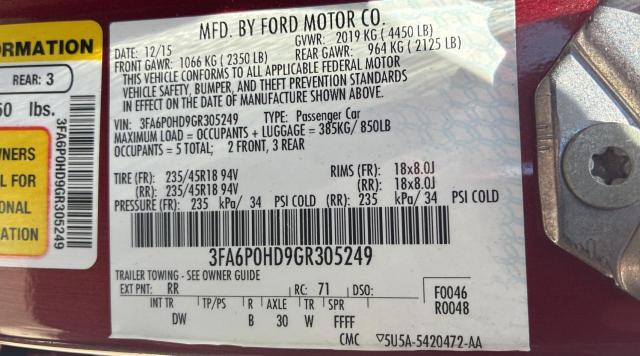 ORMATION
REAR: 3
lbs.
WNERS
L FOR
ONAL
ATION
3FA6P0HD9GR305249
MFD. BY FORD MOTOR CO.
DATE: 12/15 GVWR: 2019 KG ( 4450 LB)
FRONT GAWR: 1066 KG ( 2350 LB) REAR GAWR: 964 KG ( 2125 LB)
THIS VEHICLE CONFORMS TO ALL APPLICABLE FEDERAL MOTOR
VEHICLE SAFETY, BUMPER, AND THEFT PREVENTION STANDARDS
IN EFFECT ON THE DATE OF MANUFACTURE SHOWN ABOVE.
VIN: 3FA6P0HD9GR305249 TYPE: Passenger Car
MAXIMUM LOAD = OCCUPANTS + LUGGAGE = 385KG/ 850LB
OCCUPANTS = 5 TOTAL; 2 FRONT, 3 REAR
TIRE (FR): 235/45R18 94V RIMS (FR): 18x8.0J
(RR): 235/45R18 94V (RR): 18x8.0J
PRESSURE (FR): 235 kPa/ 34 PSI COLD (RR): 235 kPa/ 34 PSI COLD
3FA6P0HD9GR305249
TRAILER TOWING - SEE OWNER GUIDE
EXT PNT: RR RC: 71 DSO: F0046
INT TR TP/PS R AXLE TR SPR R0048
DW B 30 W FFFF
CMC 5U5A-5420472-AA